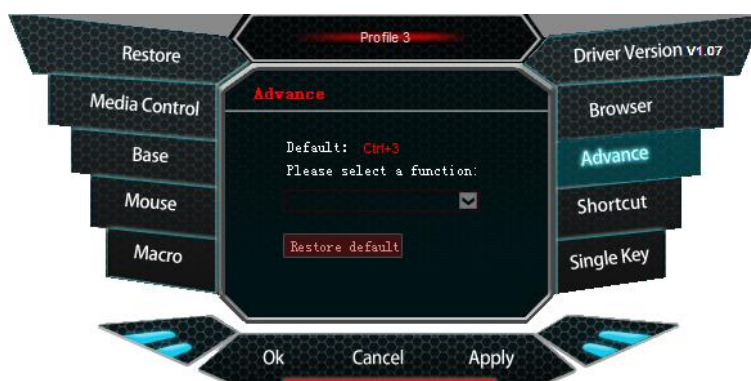 Profile 3
Restore
Media Control
Base
Mouse
Macro
Advance
Default: Ctrl+3
Please select a function:
Restore default
Driver Version V1.07
Browser
Advance
Shortcut
Single Key
Ok Cancel Apply